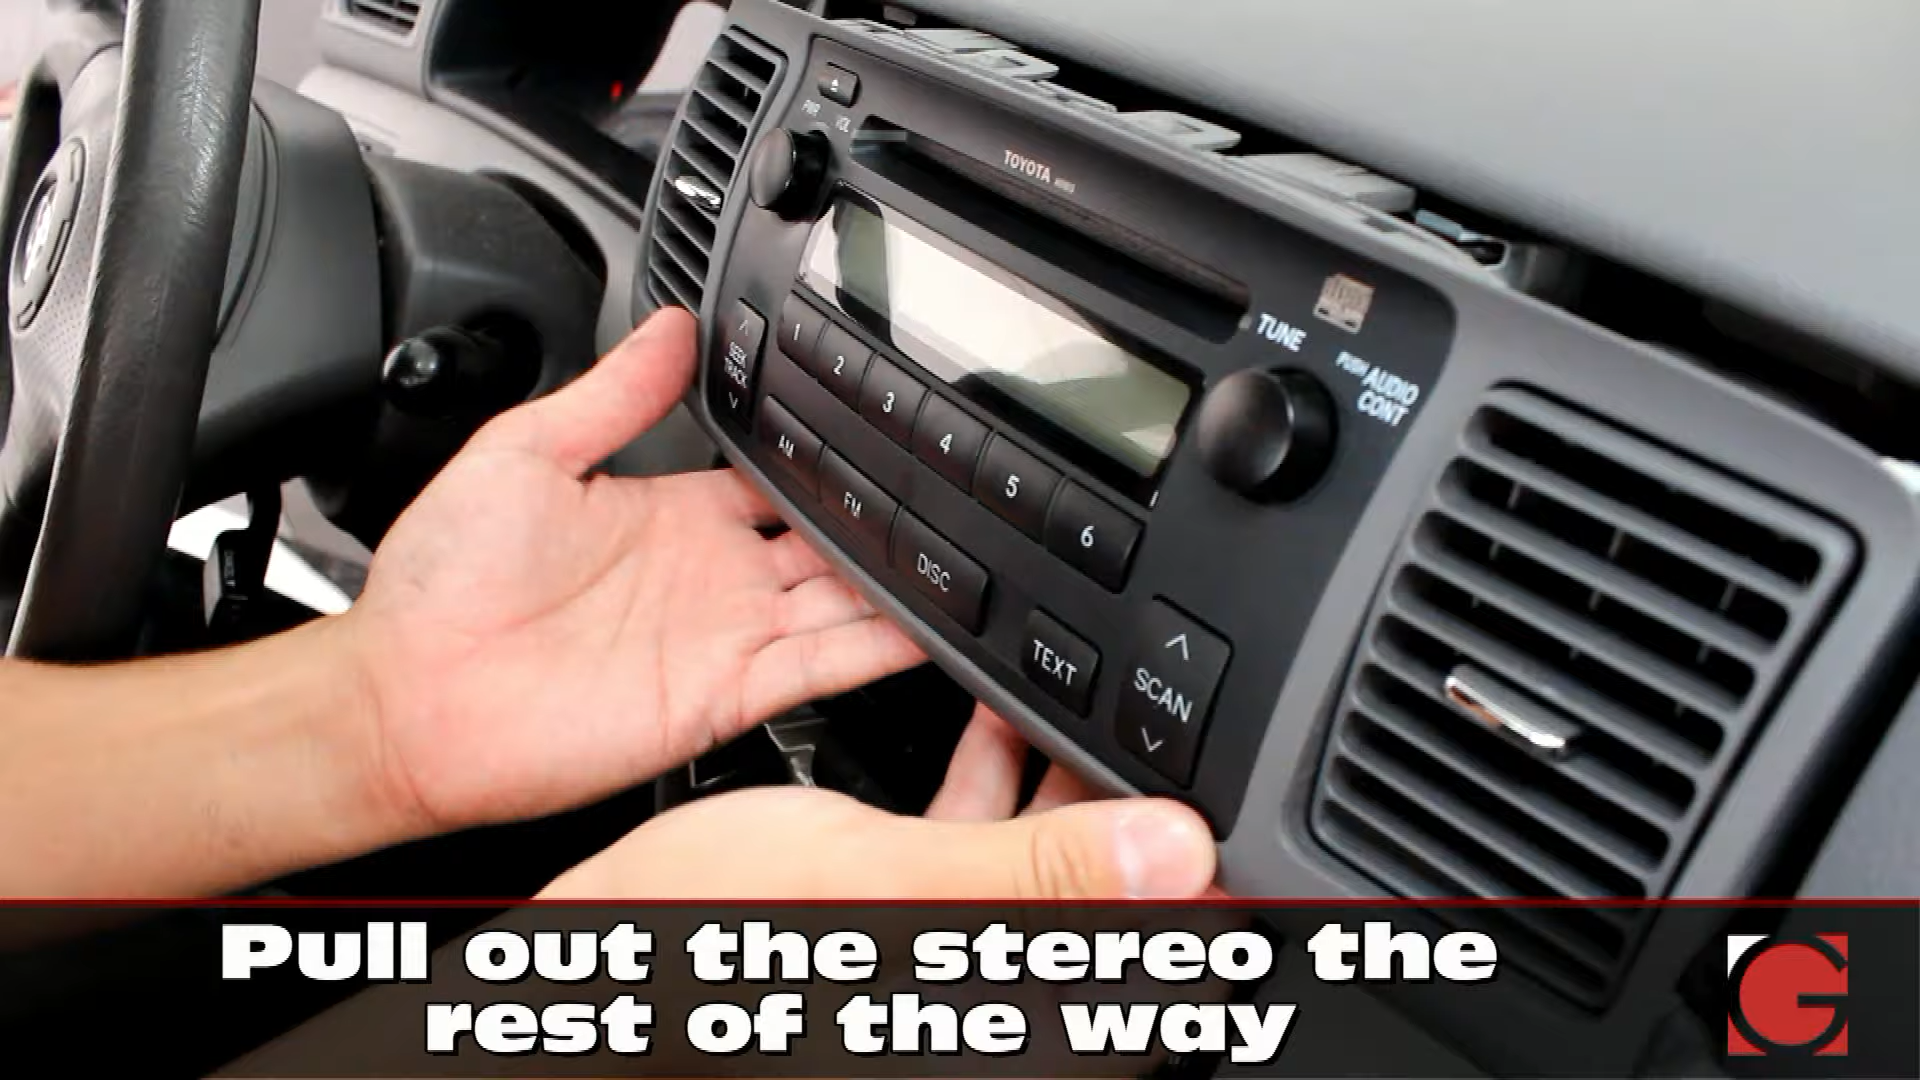 PWR
VOL
TOYOTA
TUNE
PUSH AUDIO
CONT
SEEK
TRACK
1
2
3
4
5
6
AM
FM
DISC
TEXT
SCAN
Pull out the stereo the
rest of the way
G